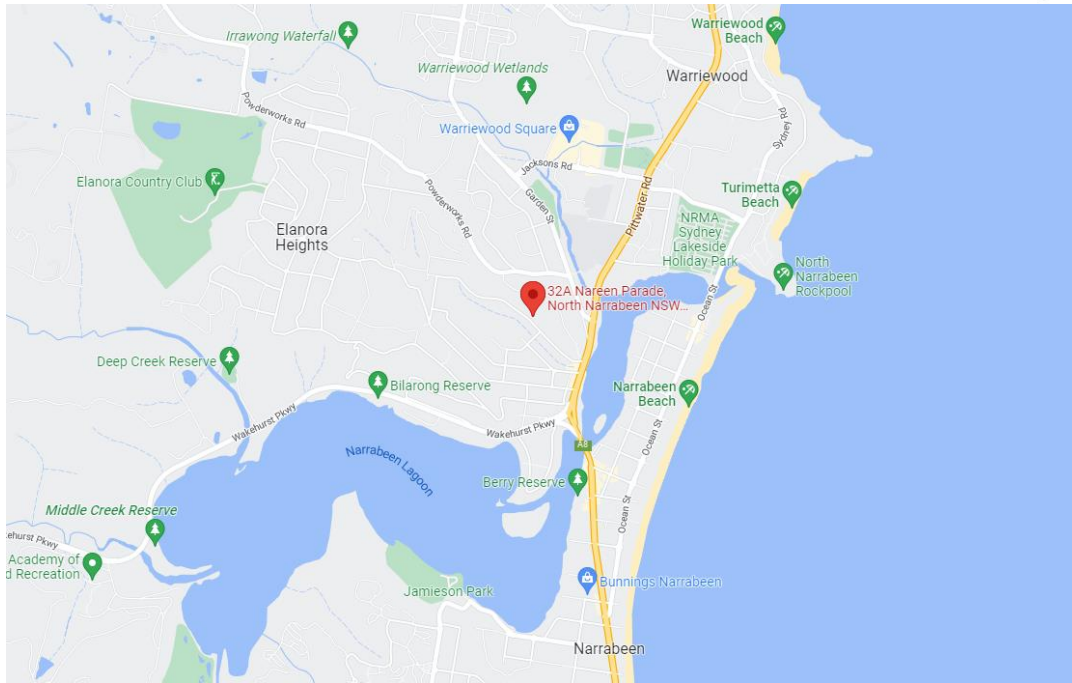 Warriewood
Beach
Irrawong Waterfall
Warriewood Wetlands
Warriewood
Powderworks Rd
Warriewood Square
Sydney Rd
Jacksons Rd
Elanora Country Club
Powderworks Rd
Garden St
Pittwater Rd
Turimetta
Beach
NRMA
Sydney
Lakeside
Holiday Park
Elanora
Heights
North
Narrabeen
Rockpool
32A Nareen Parade,
North Narrabeen NSW...
Ocean St
Deep Creek Reserve
Bilarong Reserve
Narrabeen
Beach
Wakehurst Pkwy
Wakehurst Pkwy
Ocean St
A8
Narrabeen Lagoon
Berry Reserve
Middle Creek Reserve
Ocean St
ehurst Pkwy
Academy of
d Recreation
Jamieson Park
Bunnings Narrabeen
Narrabeen